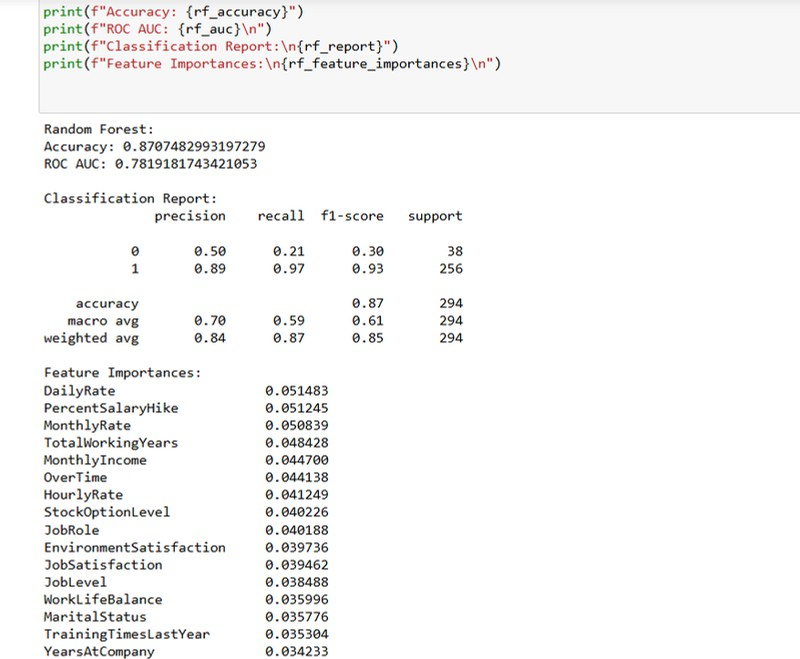 print(f"Accuracy: {rf_accuracy}")
print(f"ROC AUC: {rf_auc}\n")
print(f"Classification Report:\n{rf_report}")
print(f"Feature Importances:\n{rf_feature_importances}\n")
Random Forest:
Accuracy: 0.8707482993197279
ROC AUC: 0.7819181743421053
Classification Report:
precision recall f1-score support
0 0.50 0.21 0.30 38
1 0.89 0.97 0.93 256
accuracy 0.87 294
macro avg 0.70 0.59 0.61 294
weighted avg 0.84 0.87 0.85 294
Feature Importances:
DailyRate 0.051483
PercentSalaryHike 0.051245
MonthlyRate 0.050839
TotalWorkingYears 0.048428
MonthlyIncome 0.044700
OverTime 0.044138
HourlyRate 0.041249
StockOptionLevel 0.040226
JobRole 0.040188
EnvironmentSatisfaction 0.039736
JobSatisfaction 0.039462
JobLevel 0.038488
WorkLifeBalance 0.035996
MaritalStatus 0.035776
TrainingTimesLastYear 0.035304
YearsAtCompany 0.034233